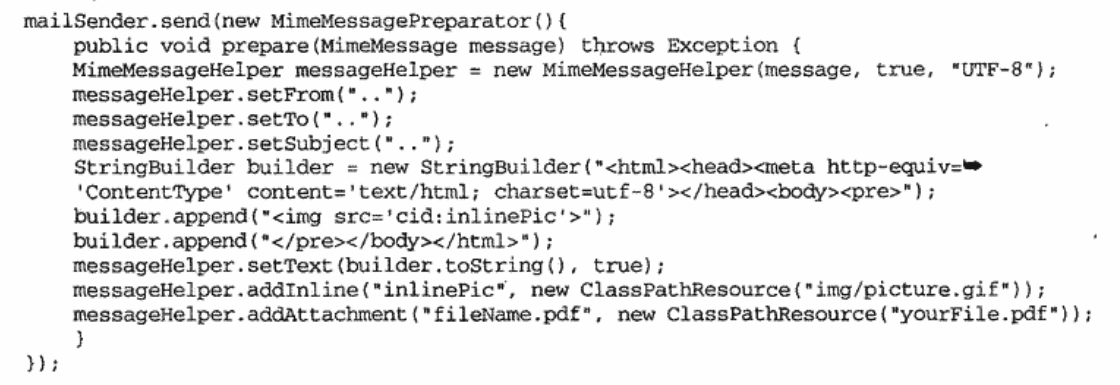 mailSender.send(new MimeMessagePreparator(){
public void prepare(MimeMessage message) throws Exception {
MimeMessageHelper messageHelper = new MimeMessageHelper(message, true, "UTF-8");
messageHelper.setFrom("..");
messageHelper.setTo("..");
messageHelper.setSubject("..");
StringBuilder builder = new StringBuilder("<html><head><meta http-equiv=➥
'ContentType' content='text/html; charset=utf-8'></head><body><pre>");
builder.append("<img src='cid:inlinePic'>");
builder.append("</pre></body></html>");
messageHelper.setText(builder.toString(), true);
messageHelper.addInline("inlinePic", new ClassPathResource("img/picture.gif"));
messageHelper.addAttachment("fileName.pdf", new ClassPathResource("yourFile.pdf"));
}
});